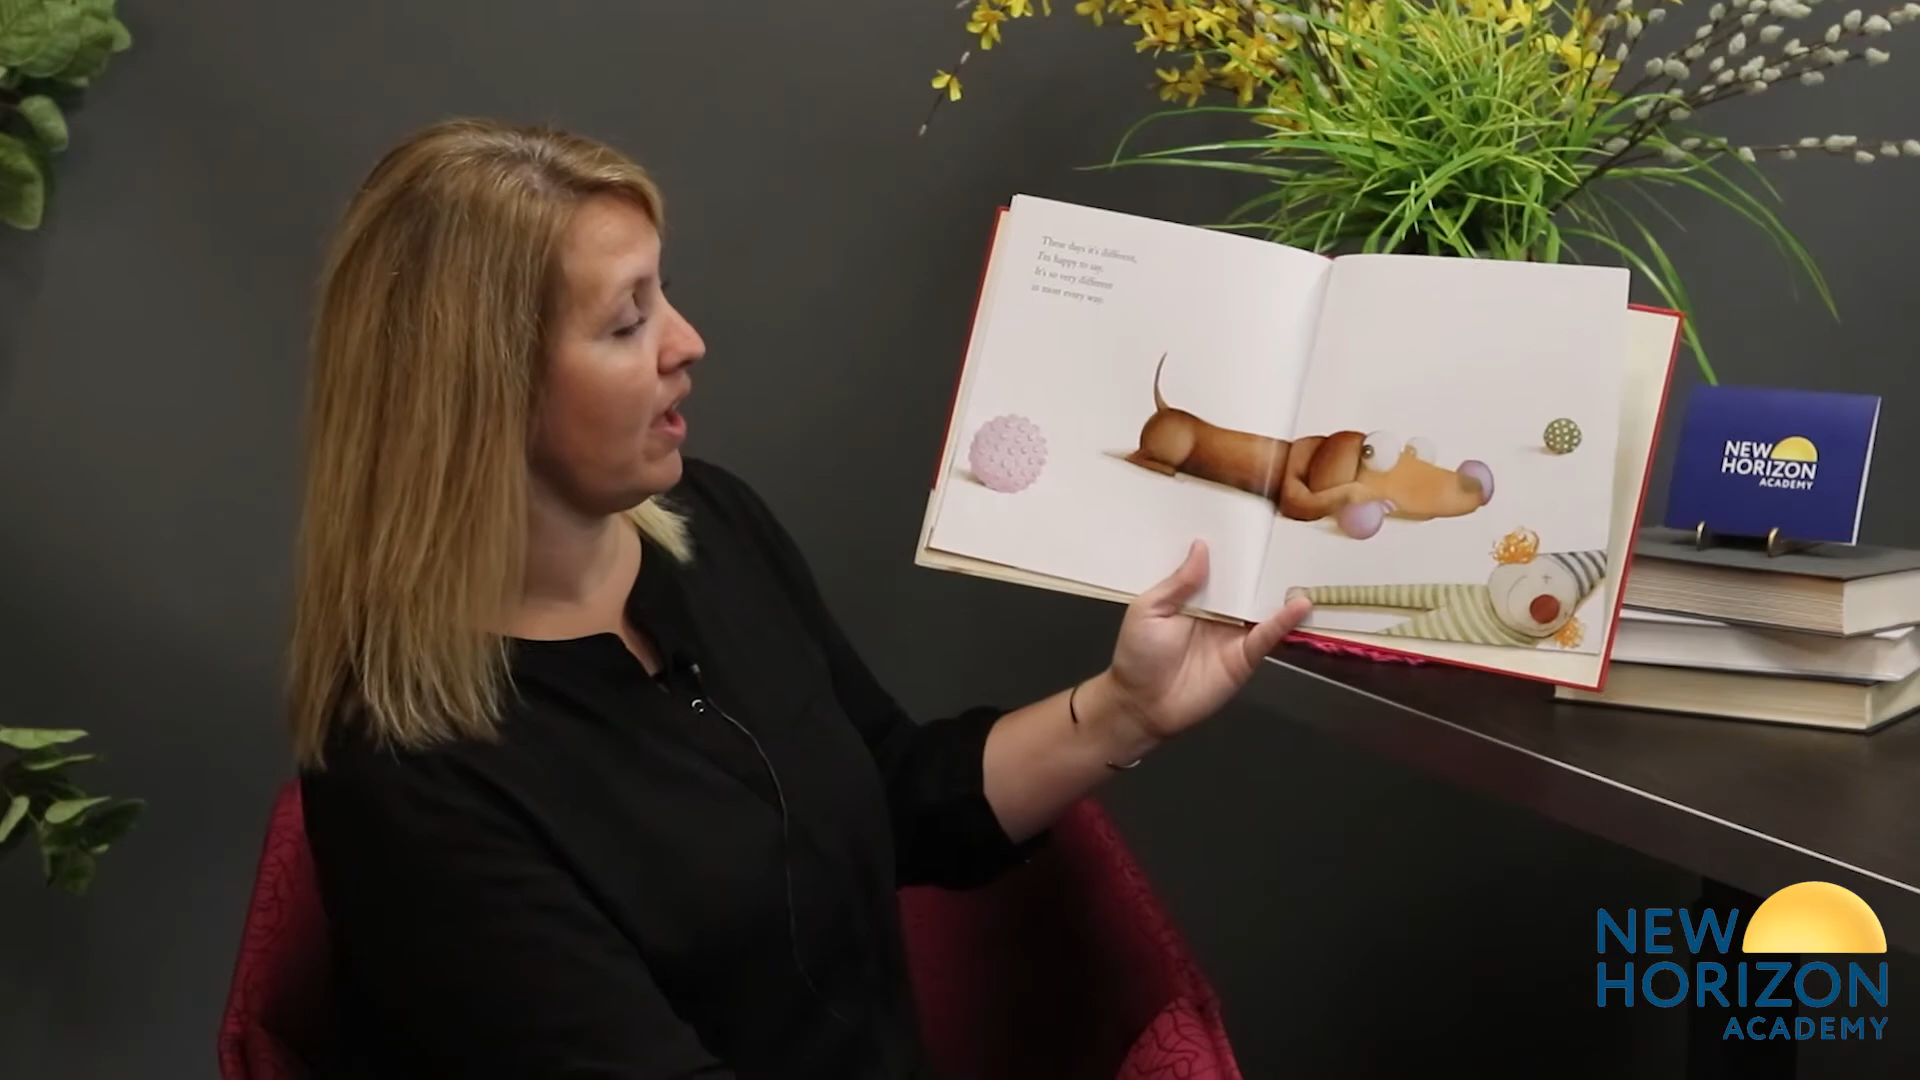 These days it's different,
I'm happy to say.
It's so very different
in most every way.
NEW
HORIZON
ACADEMY
NEW
HORIZON
ACADEMY